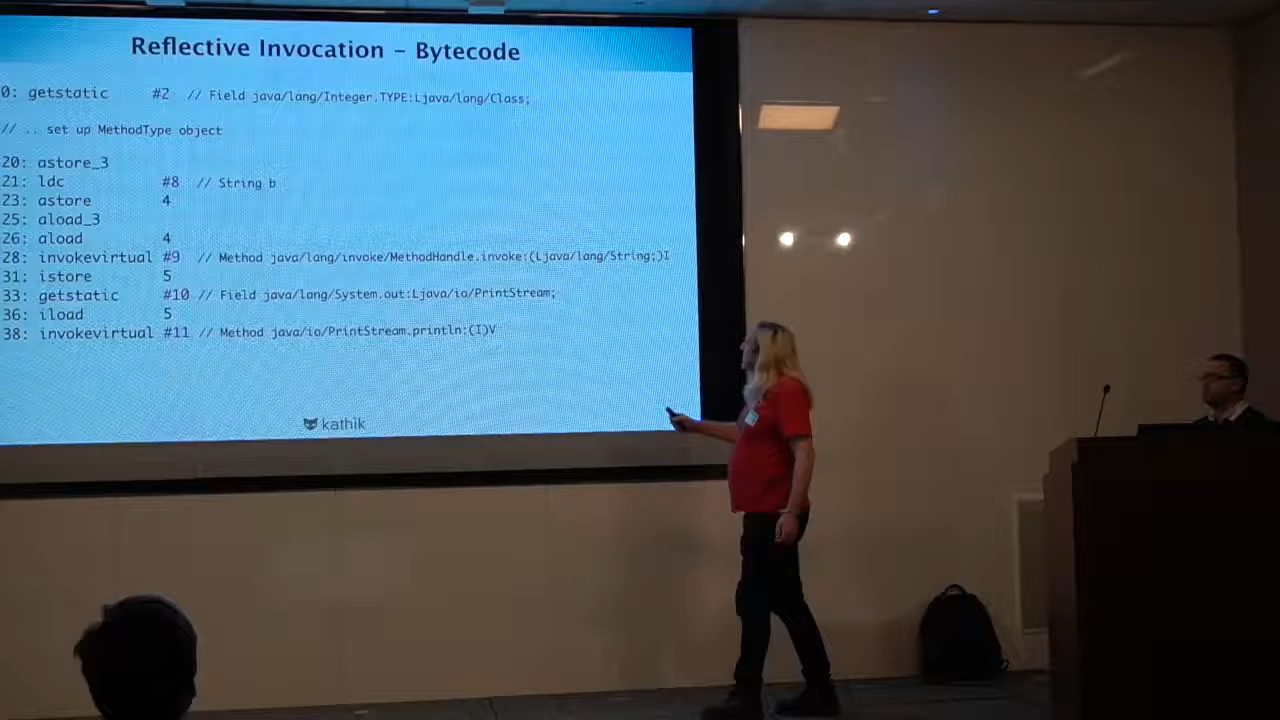 Reflective Invocation – Bytecode
0: getstatic #2 // Field java/lang/Integer.TYPE:Ljava/lang/Class;
// .. set up MethodType object
20: astore_3
21: ldc #8 // String b
23: astore 4
25: aload_3
26: aload 4
28: invokevirtual #9 // Method java/lang/invoke/MethodHandle.invoke:(Ljava/lang/String;)I
31: istore 5
33: getstatic #10 // Field java/lang/System.out:Ljava/io/PrintStream;
36: iload 5
38: invokevirtual #11 // Method java/io/PrintStream.println:(I)V
kathik